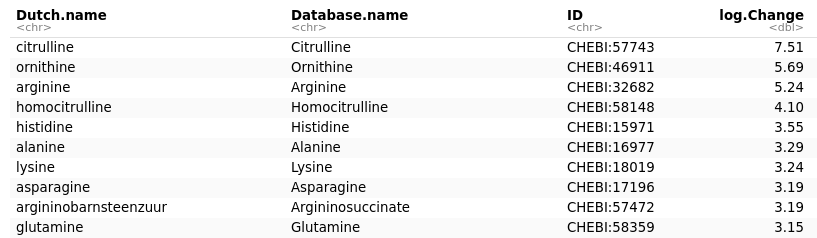 Dutch.name Database.name ID log.Change
<chr> <chr> <chr> <dbl>
citrulline Citrulline CHEBI:57743 7.51
ornithine Ornithine CHEBI:46911 5.69
arginine Arginine CHEBI:32682 5.24
homocitrulline Homocitrulline CHEBI:58148 4.10
histidine Histidine CHEBI:15971 3.55
alanine Alanine CHEBI:16977 3.29
lysine Lysine CHEBI:18019 3.24
asparagine Asparagine CHEBI:17196 3.19
argininobarnsteenzuur Argininosuccinate CHEBI:57472 3.19
glutamine Glutamine CHEBI:58359 3.15